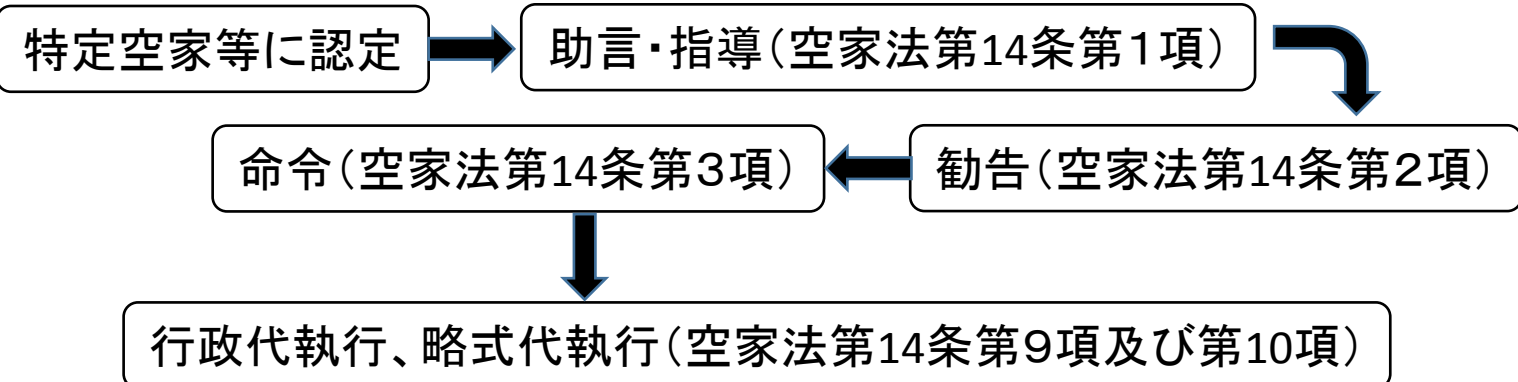 特定空家等に認定
助言・指導（空家法第14条第１項）
勧告（空家法第14条第２項）
命令（空家法第14条第３項）
行政代執行、略式代執行（空家法第14条第９項及び第10項）